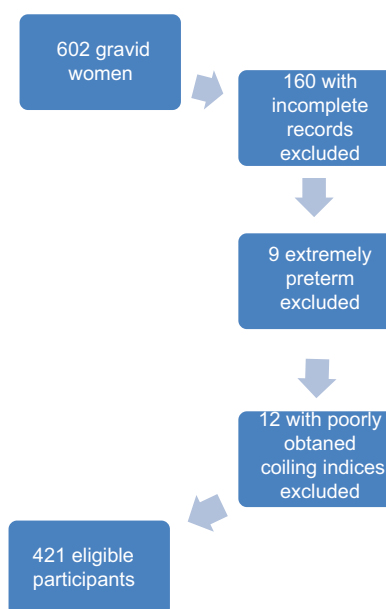 602 gravid
women
160 with
incomplete
records
excluded
9 extremely
preterm
excluded
12 with poorly
obtaned
coiling indices
excluded
421 eligible
participants